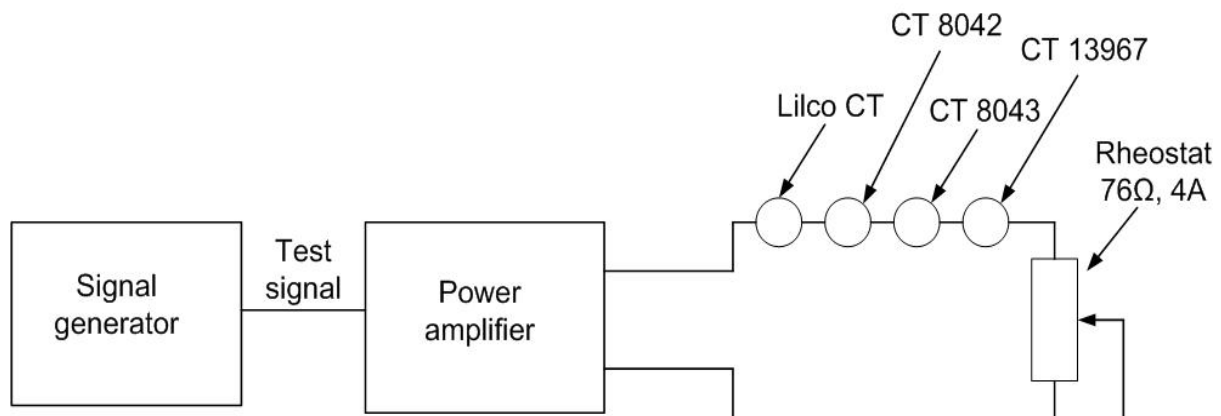 CT 8042
CT 13967
Lilco CT
CT 8043
Rheostat
76Ω, 4A
Test
signal
Signal
generator
Power
amplifier